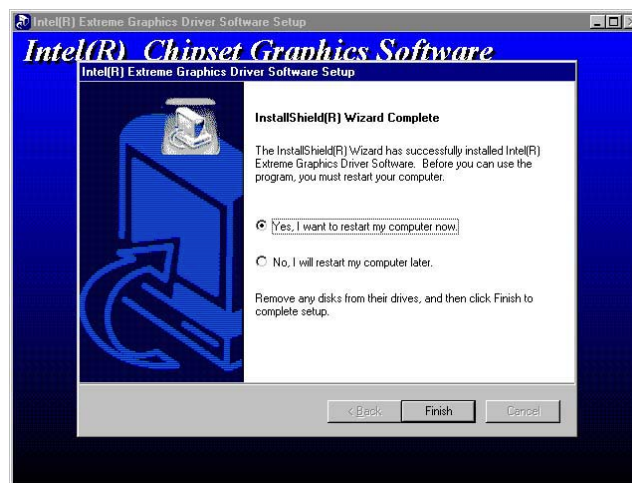 Intel(R) Extreme Graphics Driver Software Setup
Intel(R) Chipset Graphics Software
Intel(R) Extreme Graphics Driver Software Setup
InstallShield(R) Wizard Complete
The InstallShield(R) Wizard has successfully installed Intel(R)
Extreme Graphics Driver Software. Before you can use the
program, you must restart your computer.
Yes, I want to restart my computer now.
No, I will restart my computer later.
Remove any disks from their drives, and then click Finish to
complete setup.
< Back Finish Cancel